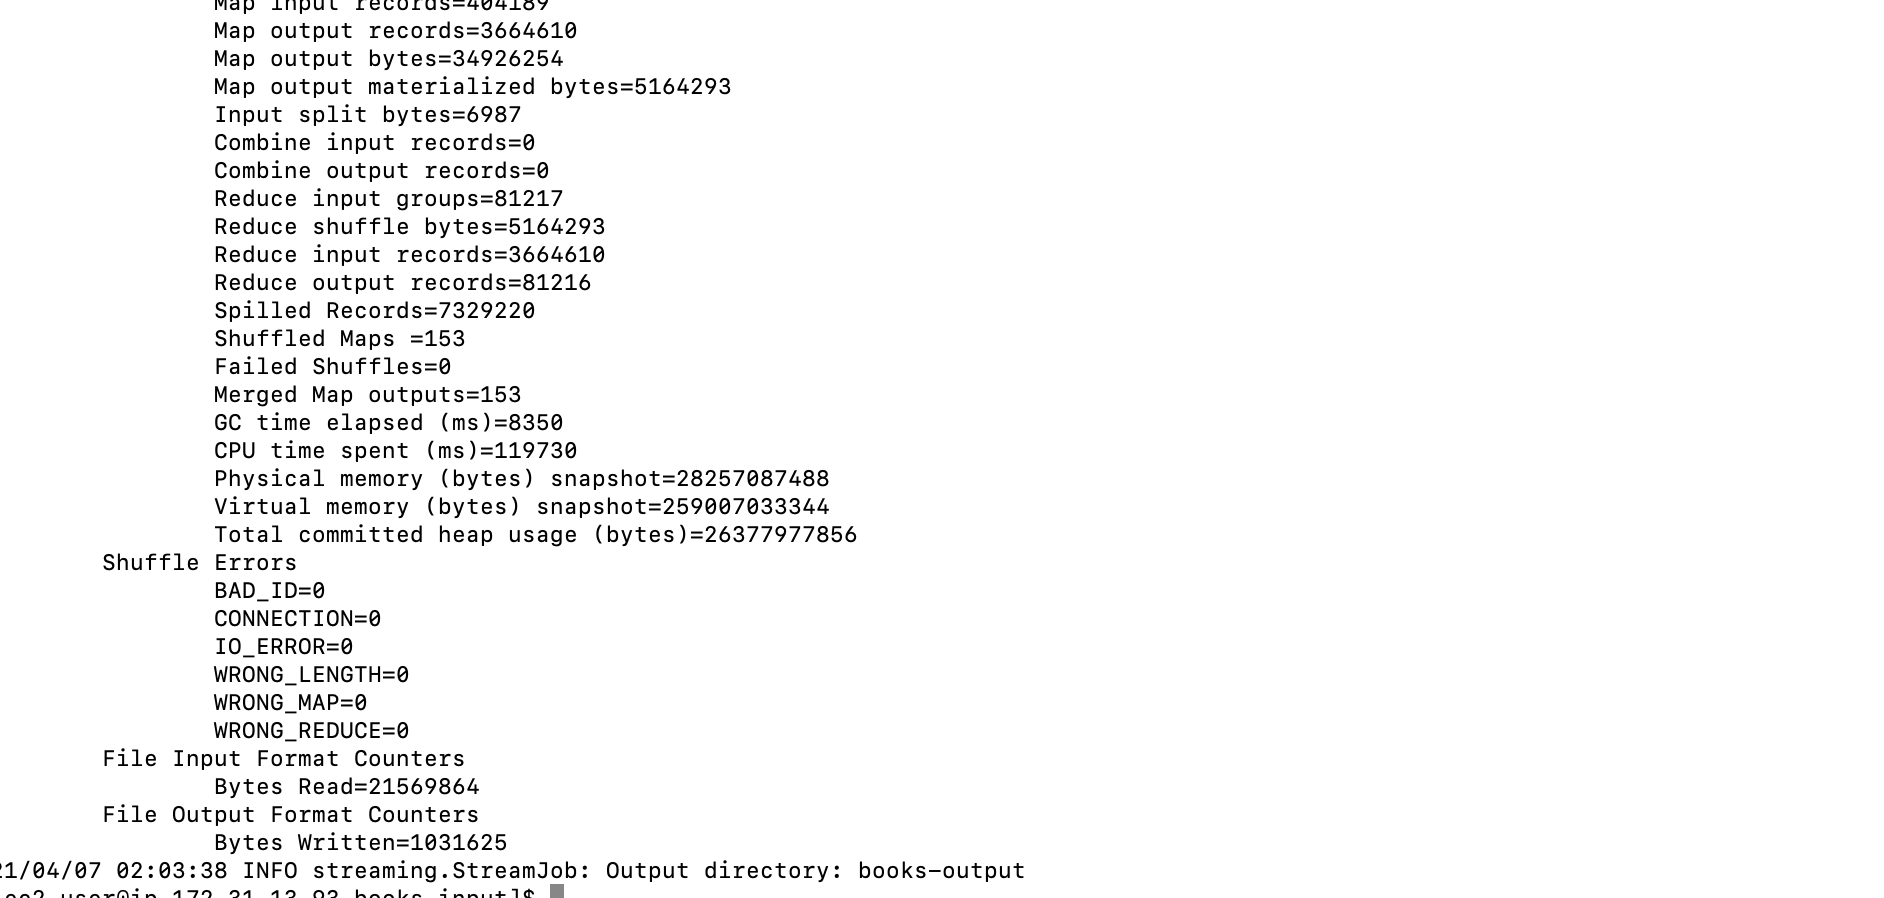 Map input records=404189
Map output records=3664610
Map output bytes=34926254
Map output materialized bytes=5164293
Input split bytes=6987
Combine input records=0
Combine output records=0
Reduce input groups=81217
Reduce shuffle bytes=5164293
Reduce input records=3664610
Reduce output records=81216
Spilled Records=7329220
Shuffled Maps =153
Failed Shuffles=0
Merged Map outputs=153
GC time elapsed (ms)=8350
CPU time spent (ms)=119730
Physical memory (bytes) snapshot=28257087488
Virtual memory (bytes) snapshot=259007033344
Total committed heap usage (bytes)=26377977856
Shuffle Errors
BAD_ID=0
CONNECTION=0
IO_ERROR=0
WRONG_LENGTH=0
WRONG_MAP=0
WRONG_REDUCE=0
File Input Format Counters
Bytes Read=21569864
File Output Format Counters
Bytes Written=1031625
21/04/07 02:03:38 INFO streaming.StreamJob: Output directory: books-output
ec2-user@ip-172-31-13-93 books-input]$